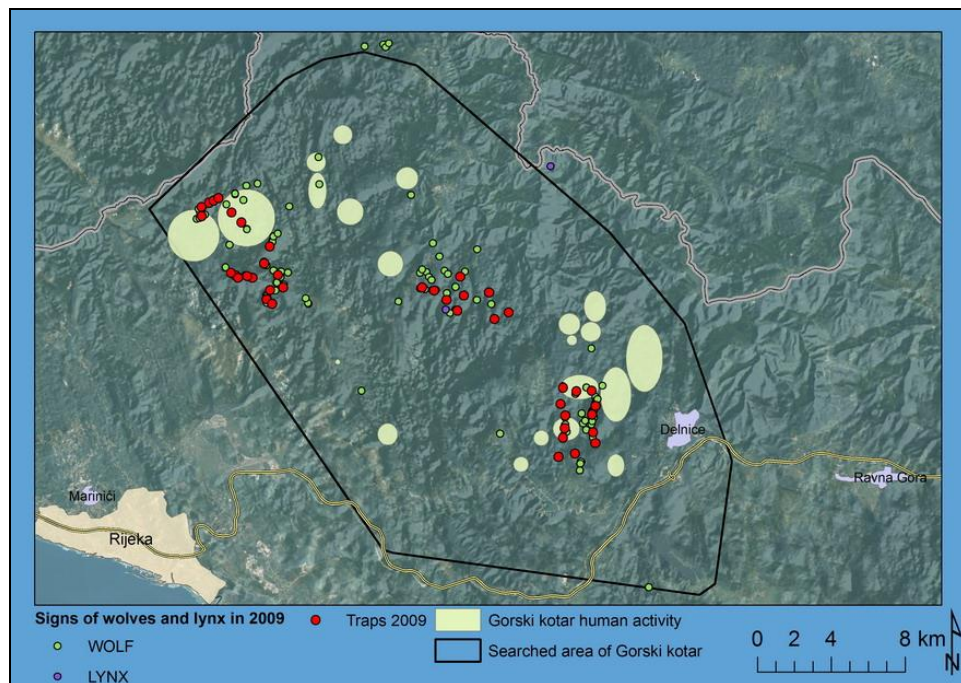 Delnice
Ravna Gora
Marinići
Rijeka
Signs of wolves and lynx in 2009
WOLF
LYNX
Traps 2009
Gorski kotar human activity
Searched area of Gorski kotar
0 2 4 8 km
N